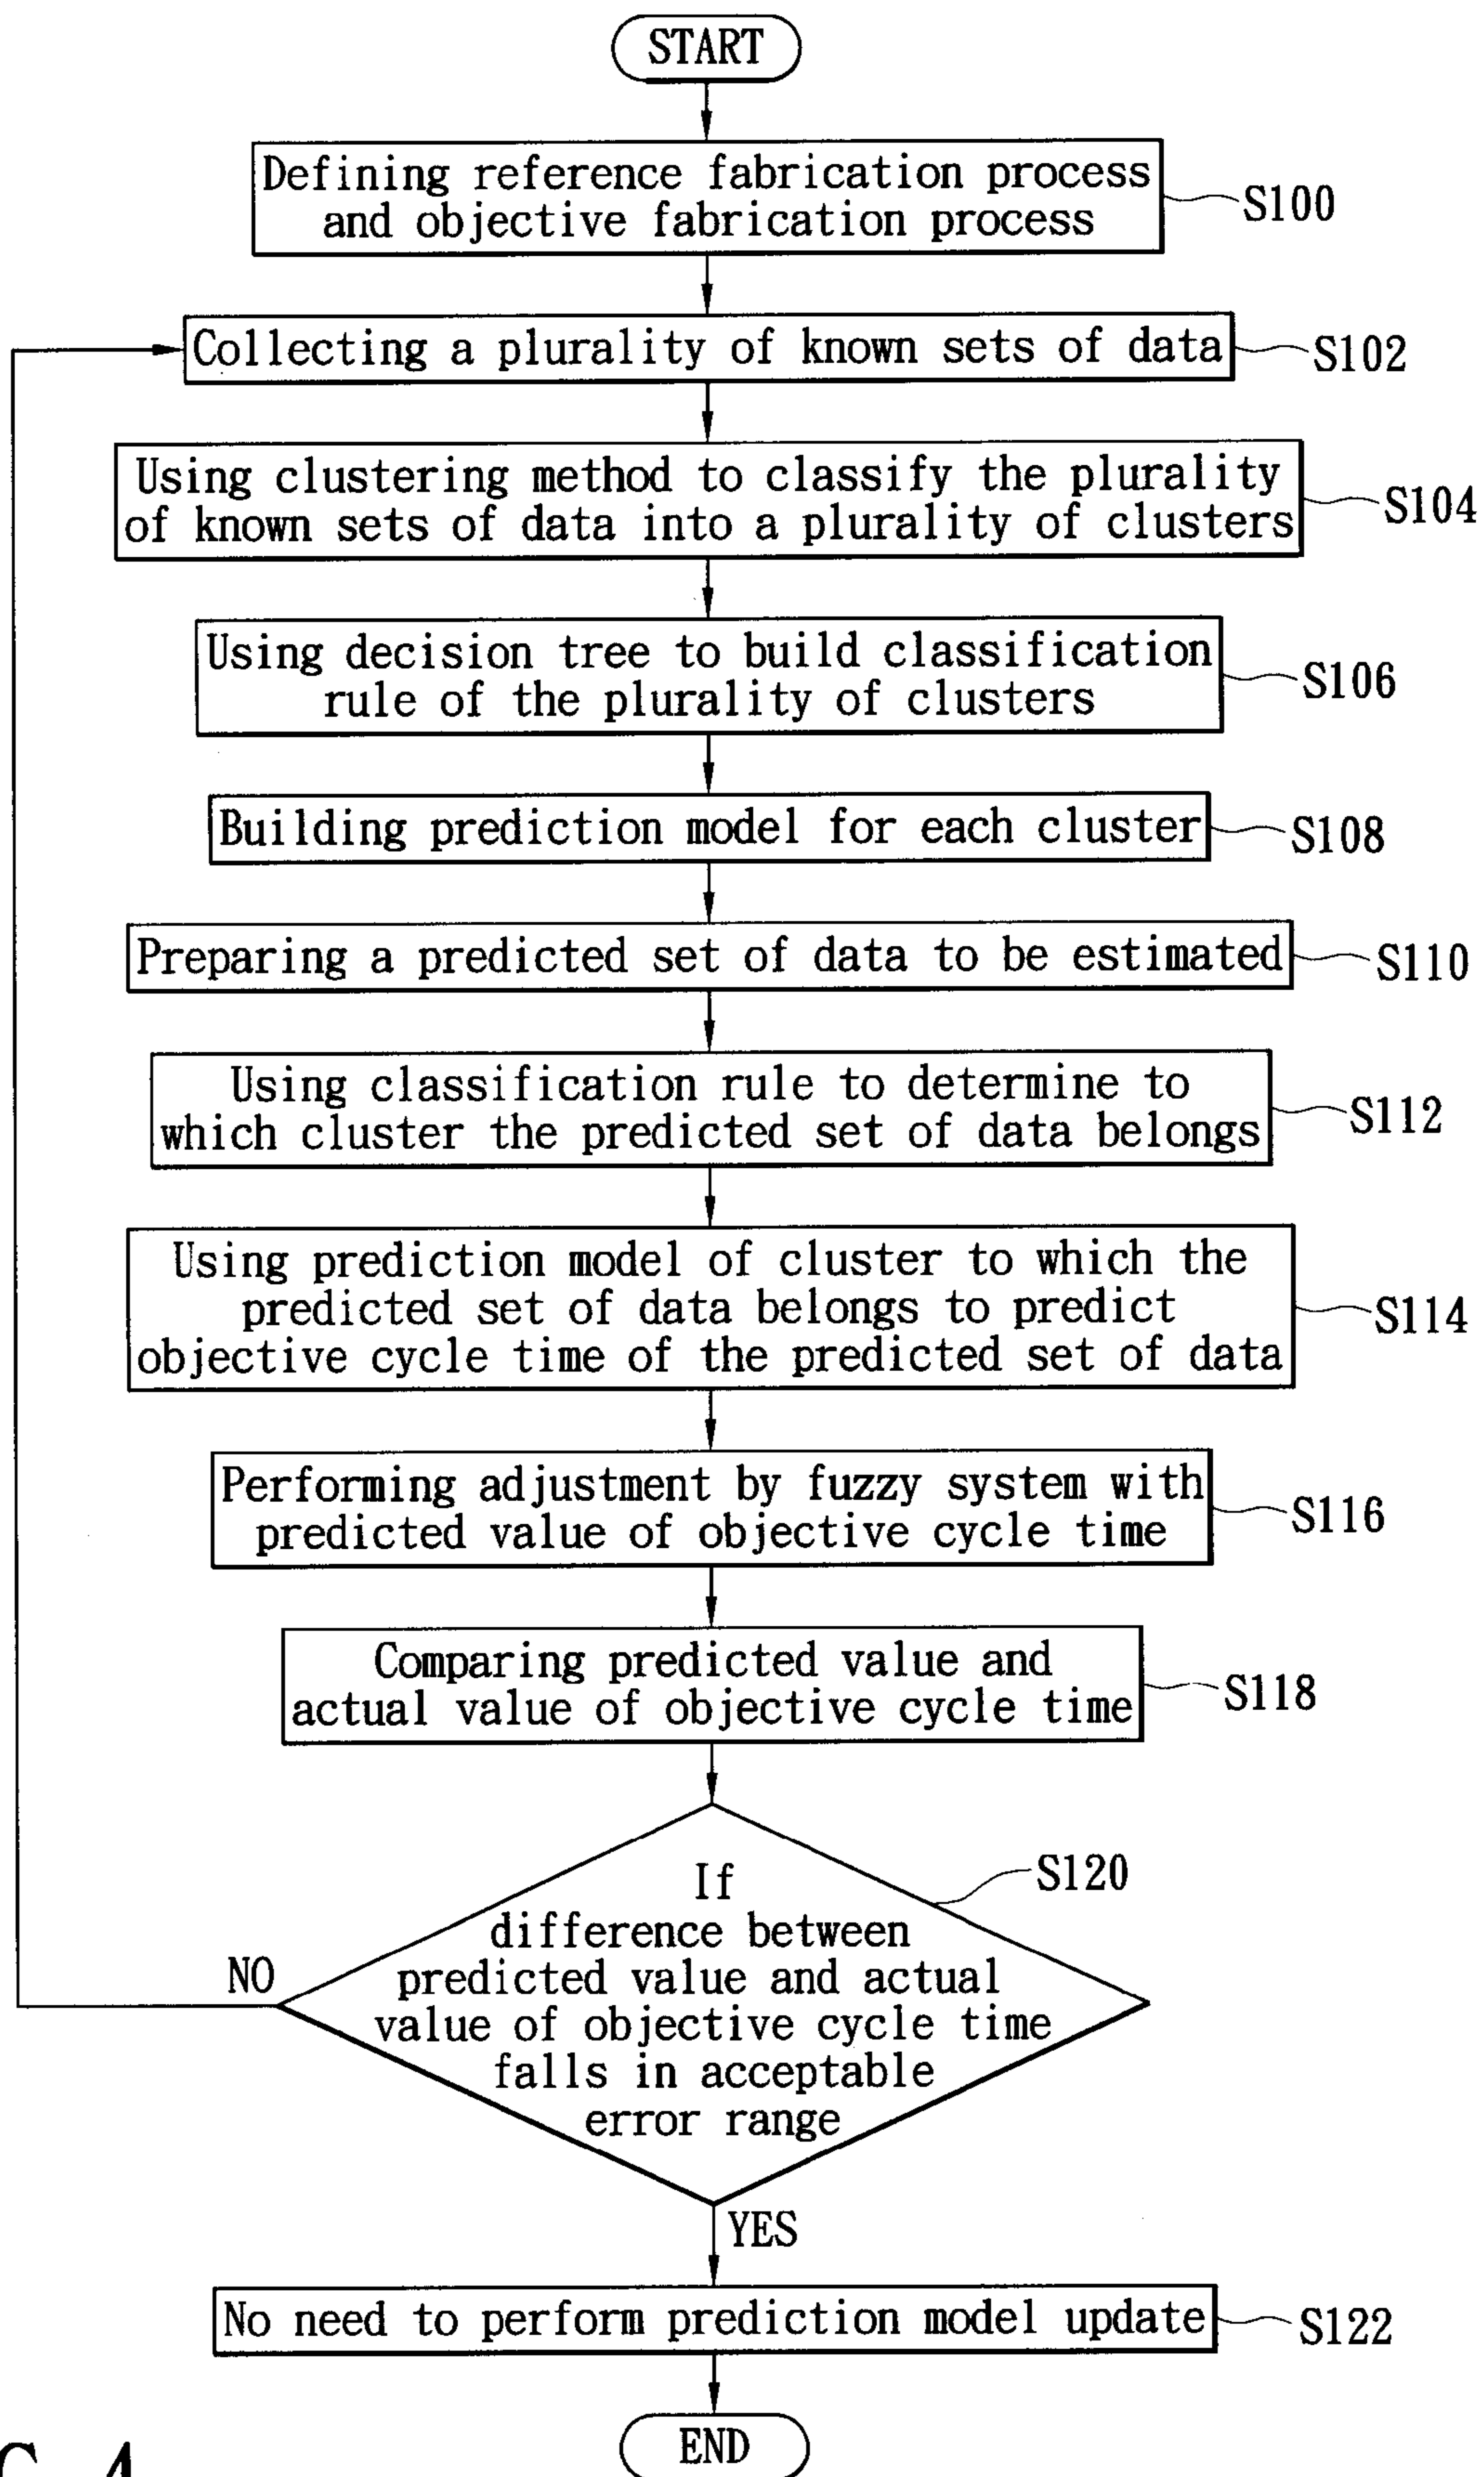 START
Defining reference fabrication process
and objective fabrication process
S100
Collecting a plurality of known sets of data
S102
Using clustering method to classify the plurality
of known sets of data into a plurality of clusters
S104
Using decision tree to build classification
rule of the plurality of clusters
S106
Building prediction model for each cluster
S108
Preparing a predicted set of data to be estimated
S110
Using classification rule to determine to
which cluster the predicted set of data belongs
S112
Using prediction model of cluster to which the
predicted set of data belongs to predict
objective cycle time of the predicted set of data
S114
Performing adjustment by fuzzy system with
predicted value of objective cycle time
S116
Comparing predicted value and
actual value of objective cycle time
S118
If
difference between
predicted value and actual
value of objective cycle time
falls in acceptable
error range
S120
NO
YES
No need to perform prediction model update
S122
END